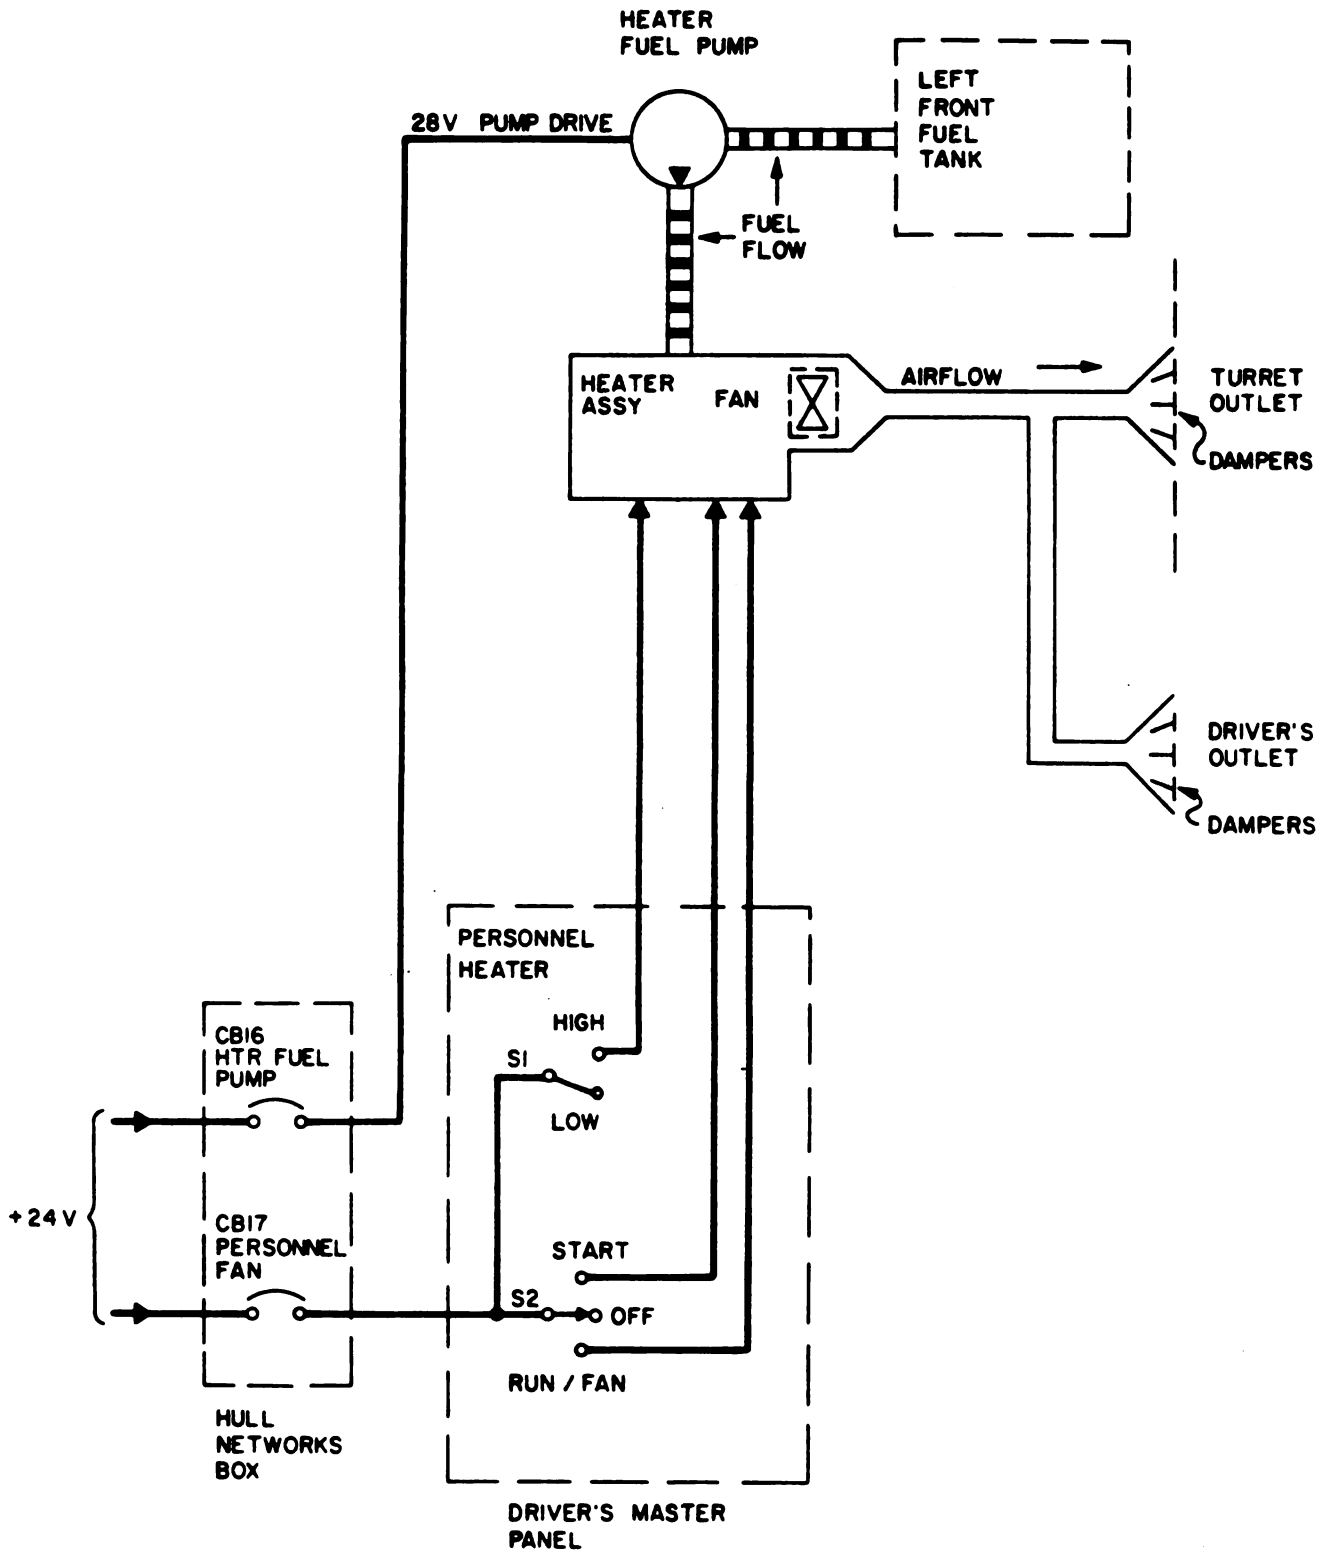 HEATER
FUEL PUMP
LEFT
FRONT
FUEL
TANK
28V PUMP DRIVE
FUEL
FLOW
HEATER
ASSY
FAN
AIRFLOW
TURRET
OUTLET
DAMPERS
DRIVER'S
OUTLET
DAMPERS
PERSONNEL
HEATER
HIGH
S1
LOW
CB16
HTR FUEL
PUMP
+24V
CB17
PERSONNEL
FAN
START
S2
OFF
RUN / FAN
HULL
NETWORKS
BOX
DRIVER'S MASTER
PANEL